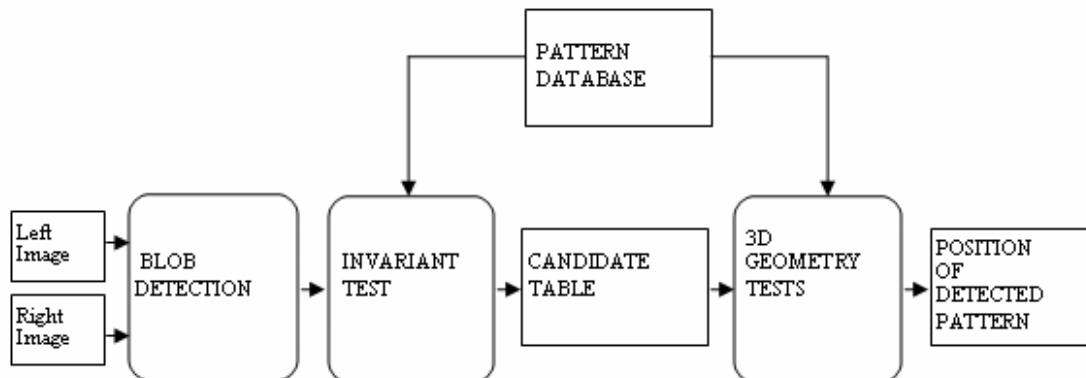 PATTERN
DATABASE
Left
Image
Right
Image
BLOB
DETECTION
INVARIANT
TEST
CANDIDATE
TABLE
3D
GEOMETRY
TESTS
POSITION
OF
DETECTED
PATTERN